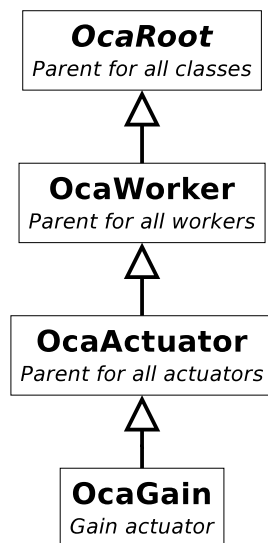 OcaRoot
Parent for all classes
OcaWorker
Parent for all workers
OcaActuator
Parent for all actuators
OcaGain
Gain actuator